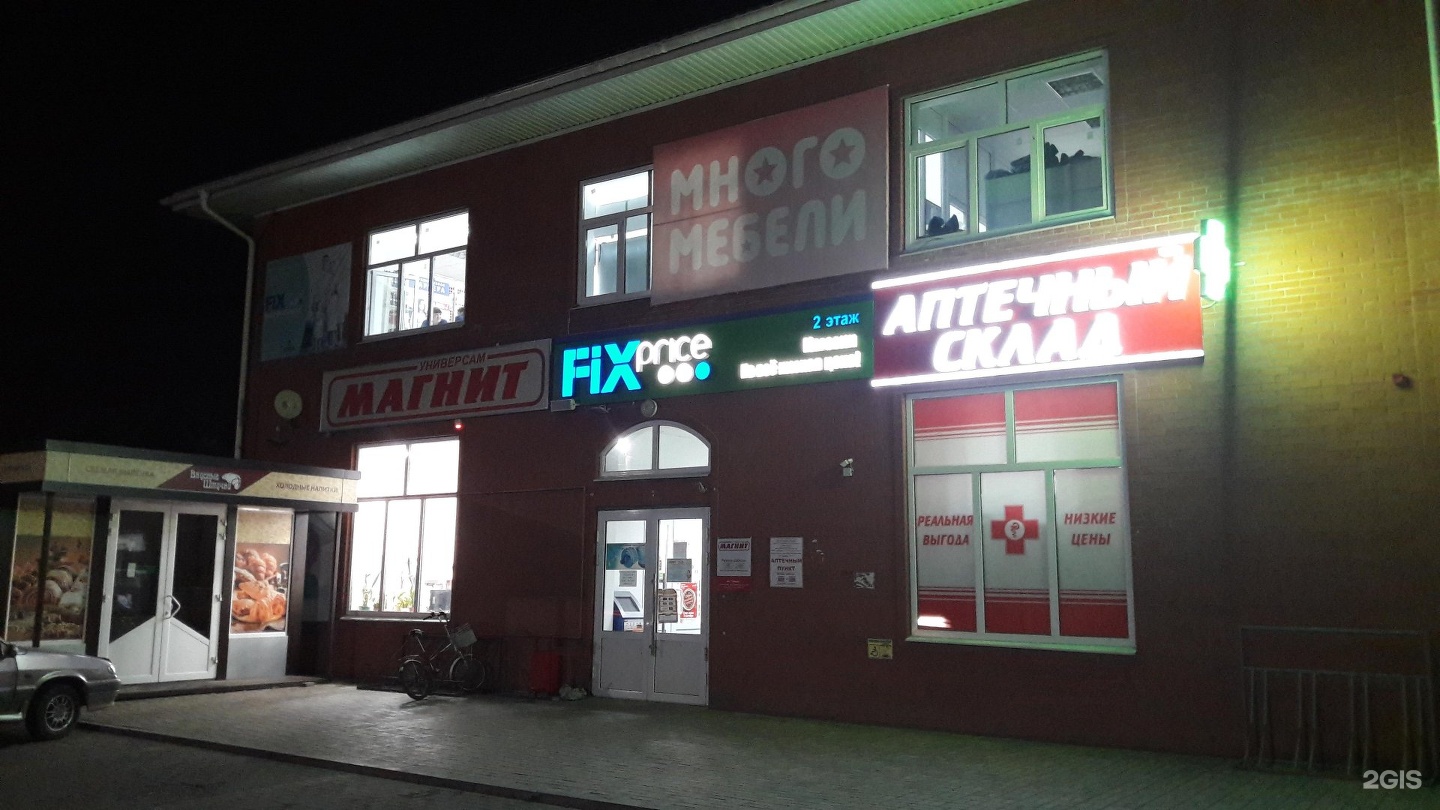 МНОГО
МЕБЕЛИ
FIX
УНИВЕРСАМ
МАГНИТ
FiX price
2 этаж
АПТЕЧНЫЙ
СКЛАД
РЕАЛЬНАЯ
ВЫГОДА
НИЗКИЕ
ЦЕНЫ
ХОЛОДНЫЕ НАПИТКИ
МАГНИТ
АПТЕЧНЫЙ
ПУНКТ
2GIS